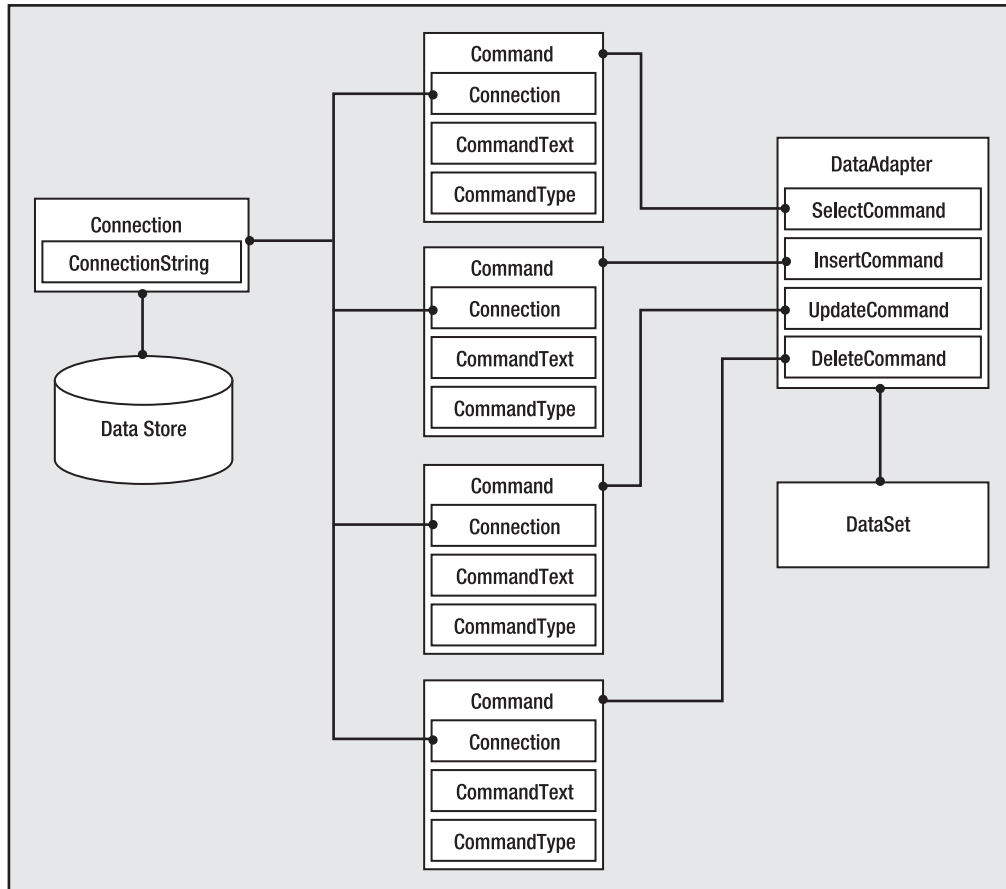 Connection
ConnectionString
Data Store
Command
Connection
CommandText
CommandType
Command
Connection
CommandText
CommandType
Command
Connection
CommandText
CommandType
Command
Connection
CommandText
CommandType
DataAdapter
SelectCommand
InsertCommand
UpdateCommand
DeleteCommand
DataSet